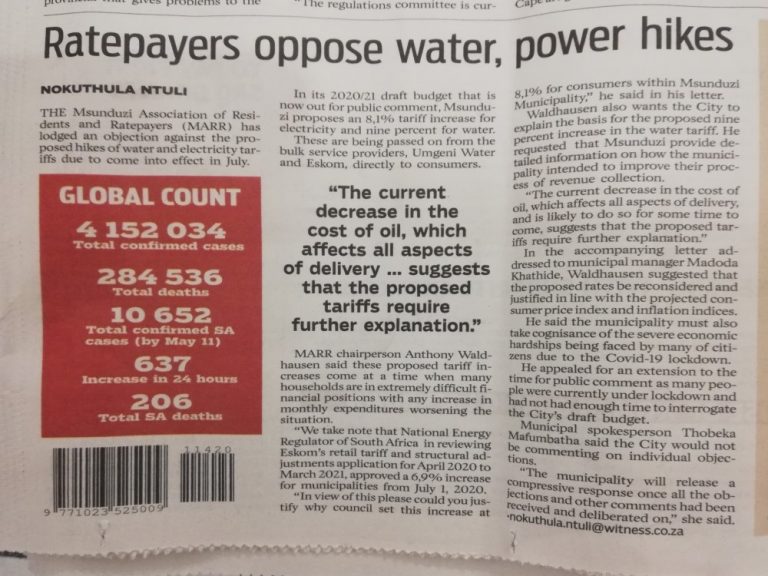 "The regulations committee is cur-
Ratepayers oppose water, power hikes
NOKUTHULA NTULI
THE Msunduzi Association of Resi-
dents and Ratepayers (MARR) has
lodged an objection against the pro-
posed hikes of water and electricity tar-
iffs due to come into effect in July.
GLOBAL COUNT
4 152 034
Total confirmed cases
284 536
Total deaths
10 652
Total confirmed SA
cases (by May 11)
637
Increase in 24 hours
206
Total SA deaths
11420
9 771023 525009
In its 2020/21 draft budget that is
now out for public comment, Msundu-
zi proposes an 8,1% tariff increase for
electricity and nine percent for water.
These are being passed on from the
bulk service providers, Umgeni Water
and Eskom, directly to consumers.
"The current
decrease in the
cost of oil, which
affects all aspects
of delivery ... suggests
that the proposed
tariffs require
further explanation."
MARR chairperson Anthony Wald-
hausen said these proposed tariff in-
creases come at a time when many
households are in extremely difficult fi-
nancial positions with any increase in
monthly expenditures worsening the
situation.
"We take note that National Energy
Regulator of South Africa in reviewing
Eskom's retail tariff and structural ad-
justments application for April 2020 to
March 2021, approved a 6,9% increase
for municipalities from July 1, 2020.
"In view of this please could you jus-
tify why council set this increase at
8,1% for consumers within Msunduzi
Municipality," he said in his letter.
Waldhausen also wants the City to
explain the basis for the proposed nine
percent increase in the water tariff. He
requested that Msunduzi provide de-
tailed information on how the munici-
pality intended to improve their proc-
ess of revenue collection.
"The current decrease in the cost of
oil, which affects all aspects of delivery,
and is likely to do so for some time to
come, suggests that the proposed tar-
iffs require further explanation."
In the accompanying letter ad-
dressed to municipal manager Madoda
Khathide, Waldhausen suggested that
the proposed rates be reconsidered and
justified in line with the projected con-
sumer price index and inflation indices.
He said the municipality must also
take cognisance of the severe economic
hardships being faced by many of citi-
zens due to the Covid-19 lockdown.
He appealed for an extension to the
time for public comment as many peo-
ple were currently under lockdown and
had not had enough time to interrogate
the City's draft budget.
Municipal spokesperson Thobeka
Mafumbatha said the City would not
be commenting on individual objec-
tions.
"The municipality will release a
compressive response once all the ob-
jections and other comments had been
received and deliberated on," she said.
·nokuthula.ntuli@witness.co.za